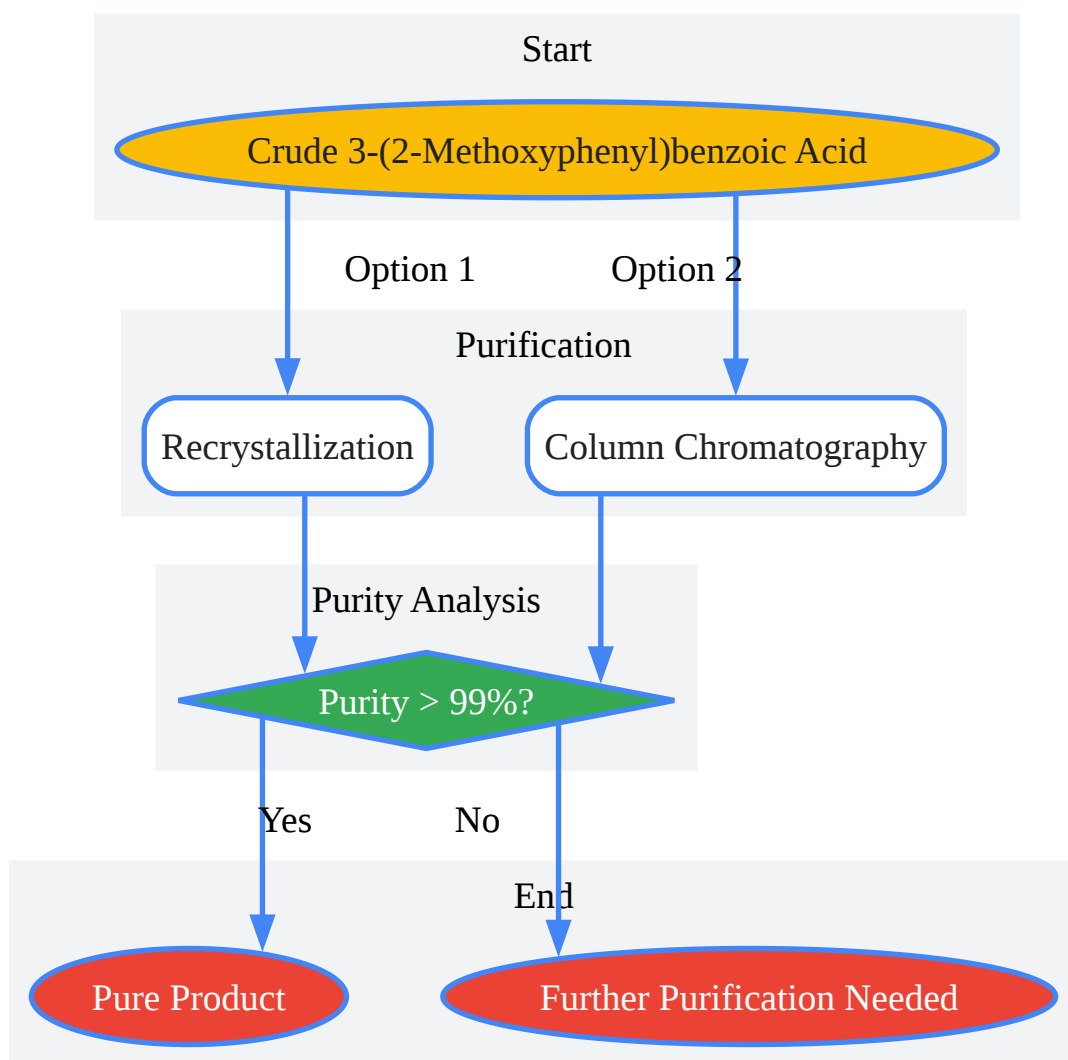 Start
Crude 3-(2-Methoxyphenyl)benzoic Acid
Option 1
Option 2
Purification
Recrystallization
Column Chromatography
Purity Analysis
Purity > 99%?
Yes
No
End
Pure Product
Further Purification Needed